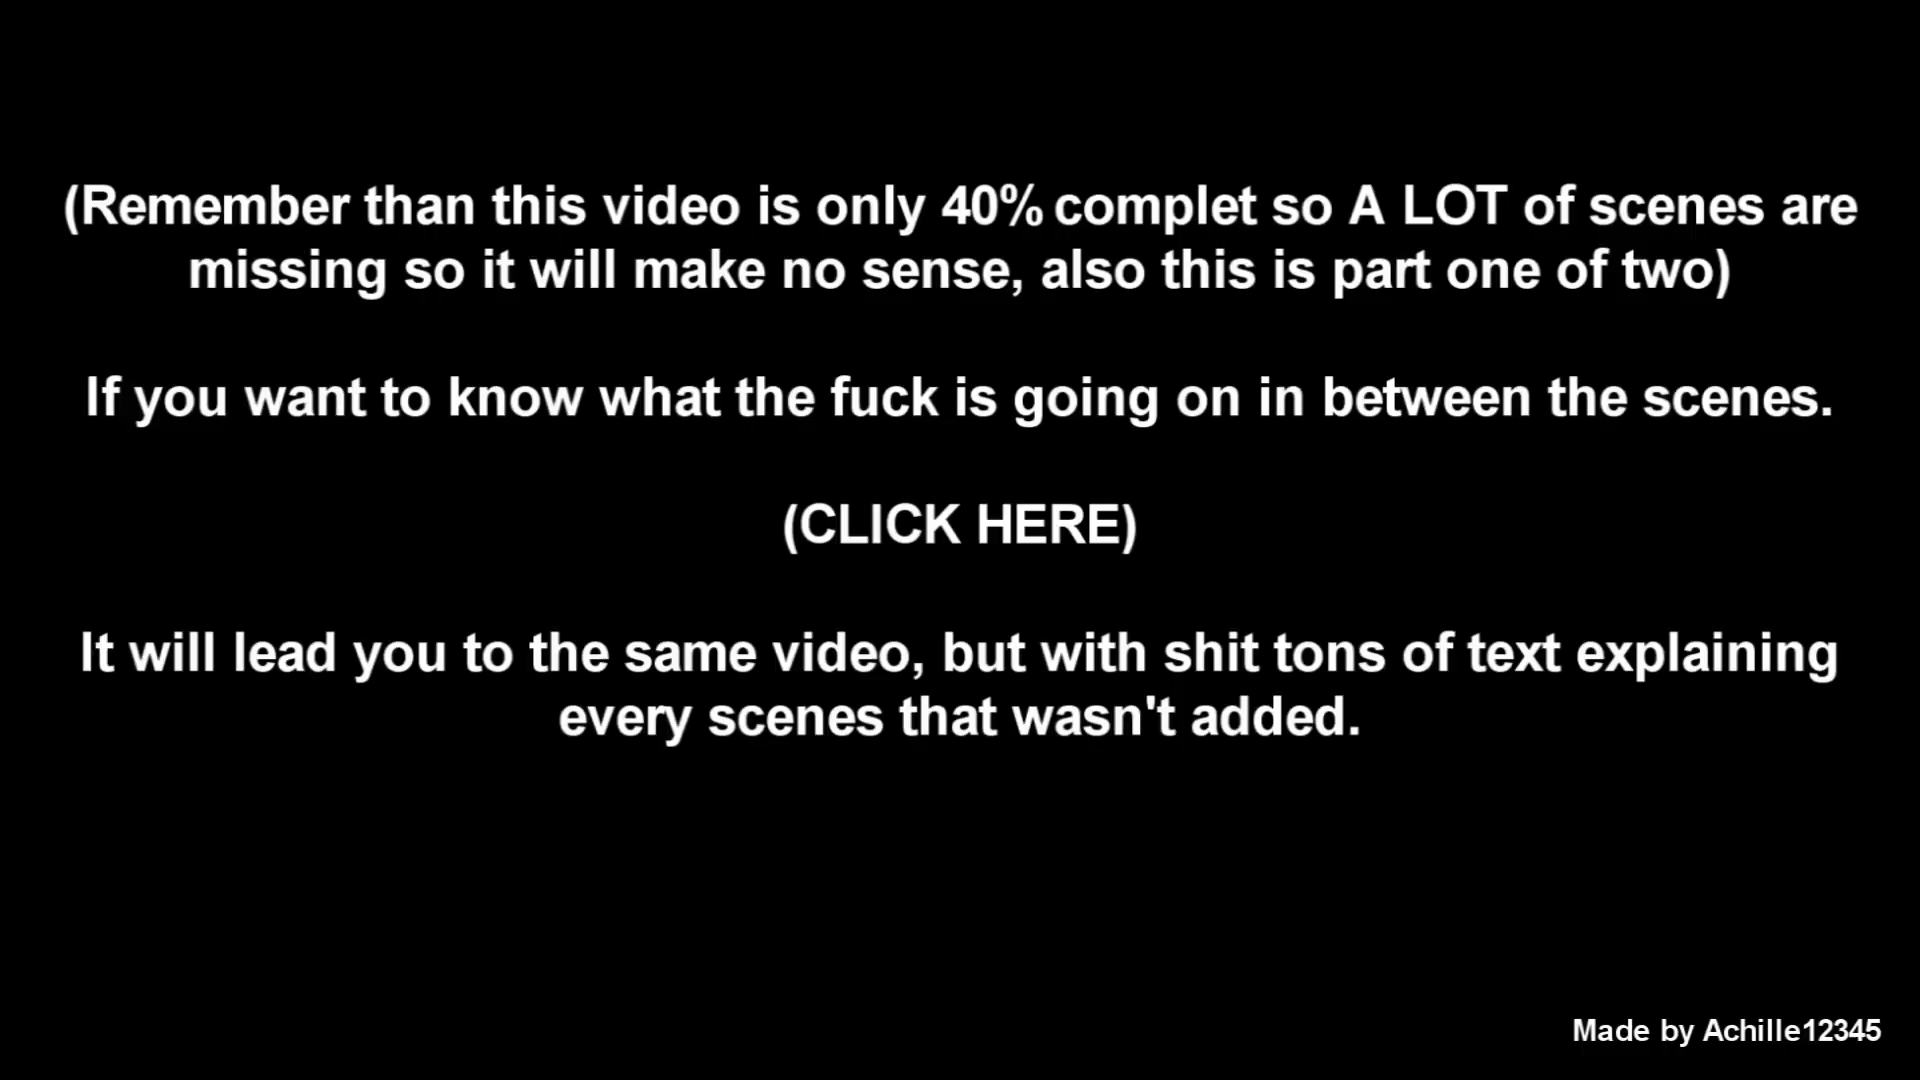 (Remember than this video is only 40% complet so A LOT of scenes are
missing so it will make no sense, also this is part one of two)
If you want to know what the fuck is going on in between the scenes.
(CLICK HERE)
It will lead you to the same video, but with shit tons of text explaining
every scenes that wasn't added.
Made by Achille12345